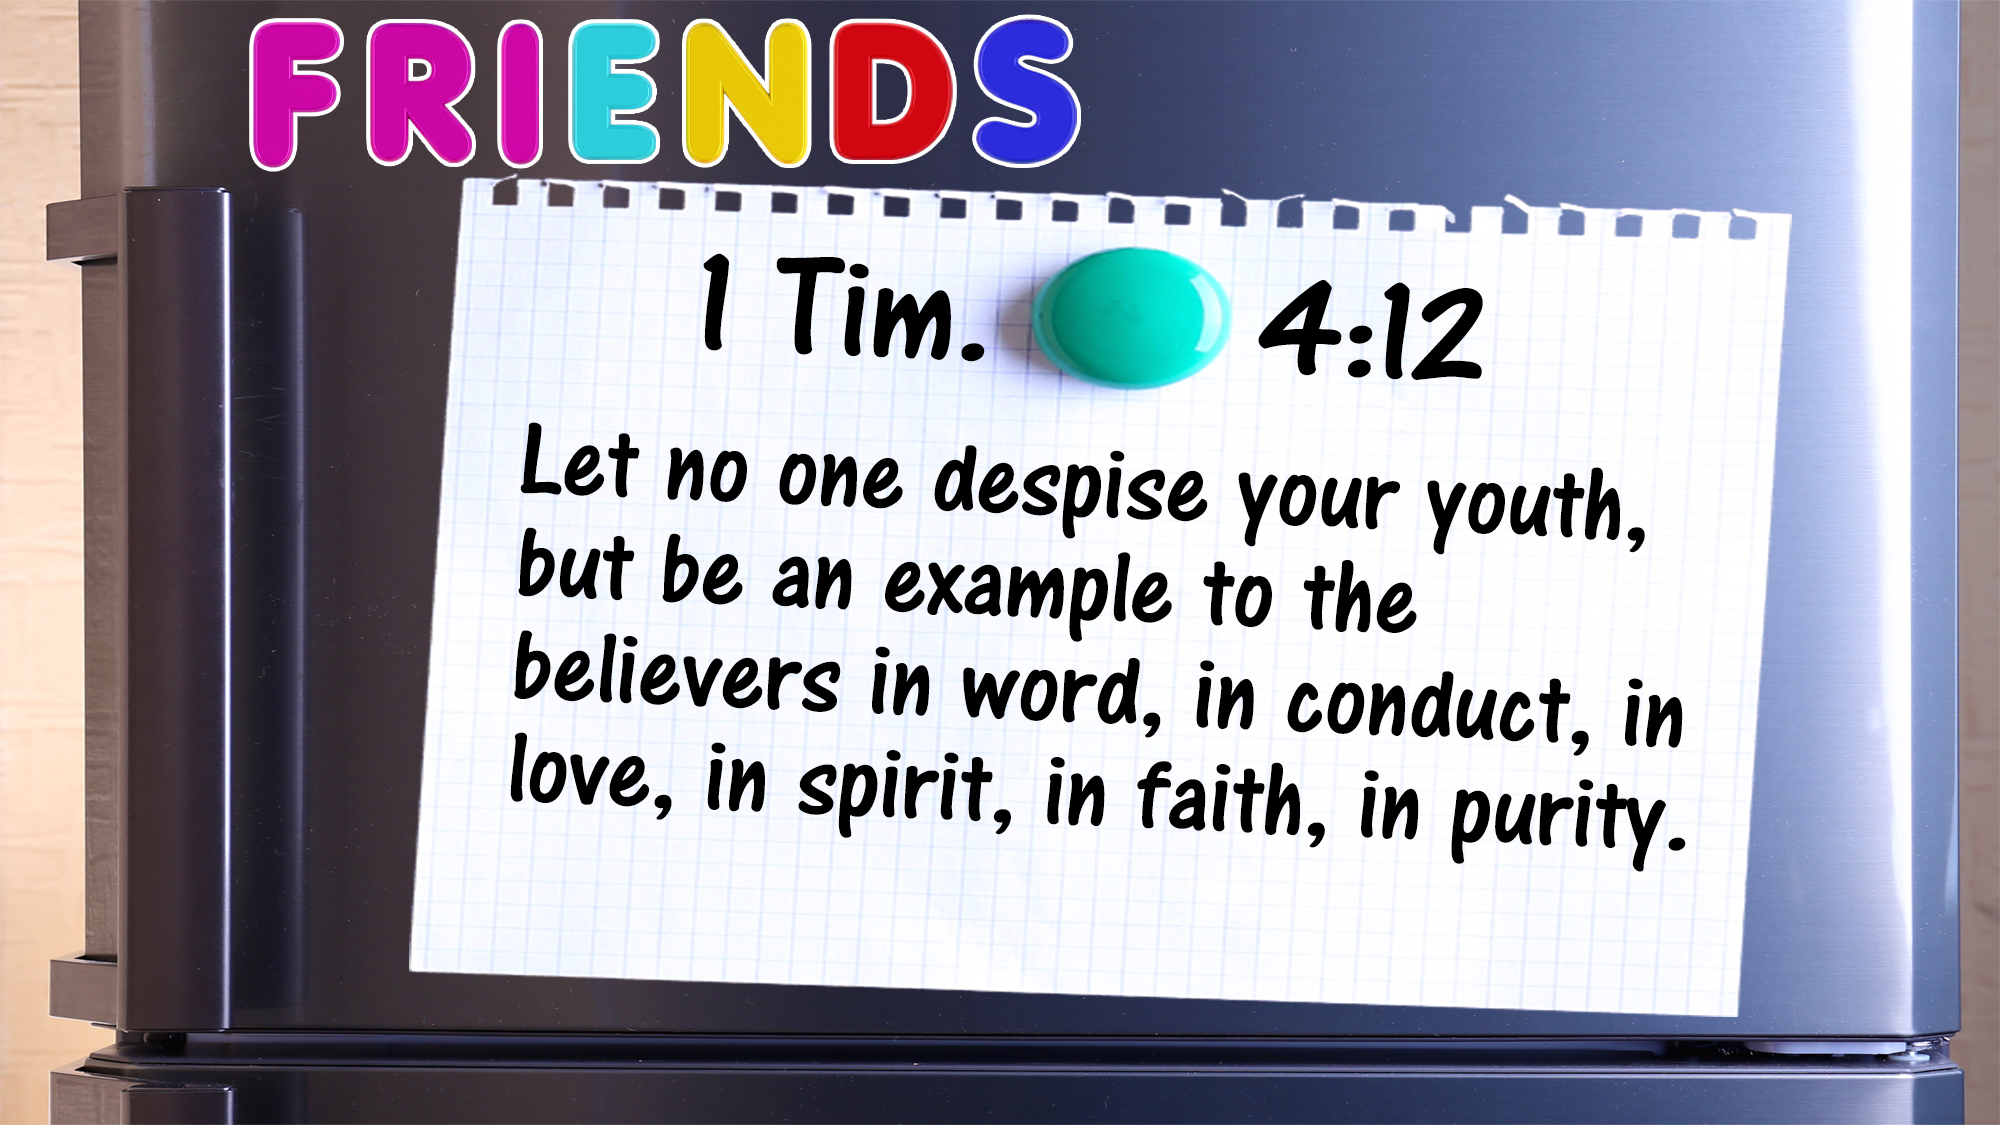 FRIENDS
1 Tim. 4:12
Let no one despise your youth,
but be an example to the
believers in word, in conduct, in
love, in spirit, in faith, in purity.